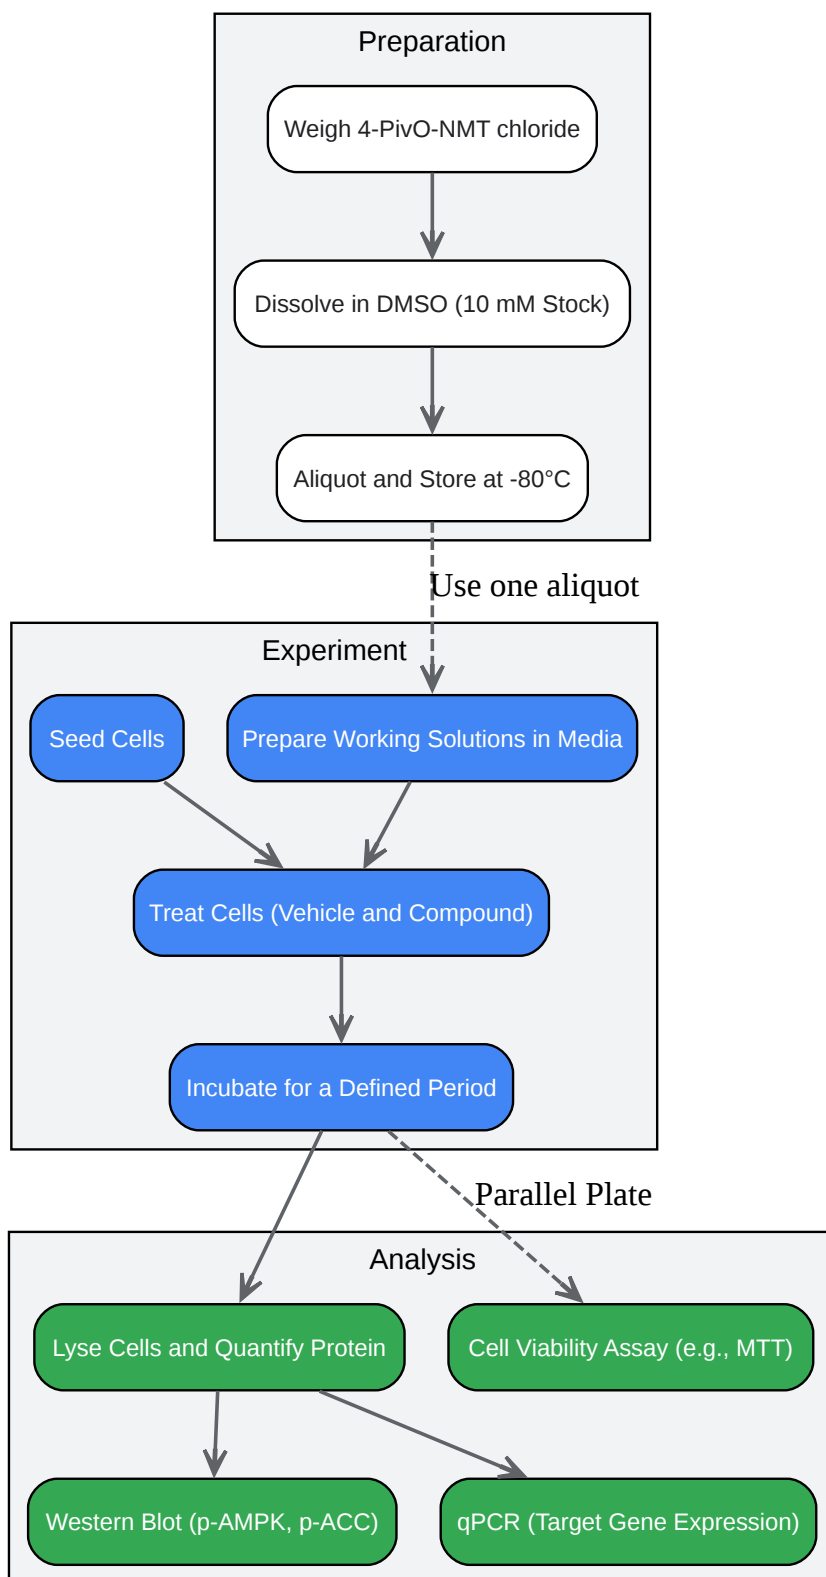 Preparation
Weigh 4-PivO-NMT chloride
Dissolve in DMSO (10 mM Stock)
Aliquot and Store at -80°C
Use one aliquot
Experiment
Seed Cells
Prepare Working Solutions in Media
Treat Cells (Vehicle and Compound)
Incubate for a Defined Period
Parallel Plate
Analysis
Lyse Cells and Quantify Protein
Cell Viability Assay (e.g., MTT)
Western Blot (p-AMPK, p-ACC)
qPCR (Target Gene Expression)